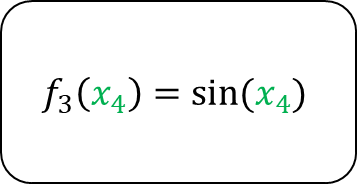 f₃(x₄) = sin(x₄)